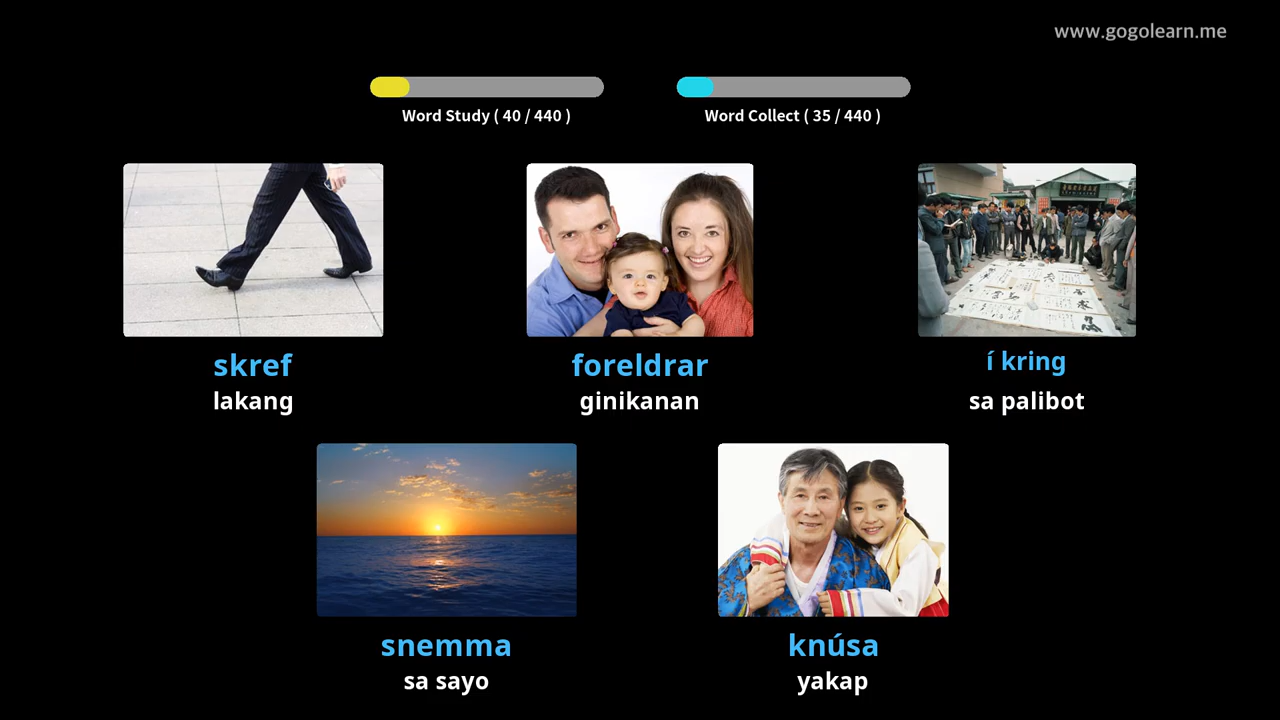 www.gogolearn.me
Word Study ( 40 / 440 )
Word Collect ( 35 / 440 )
skref
lakang
foreldrar
ginikanan
í kring
sa palibot
snemma
sa sayo
knúsa
yakap